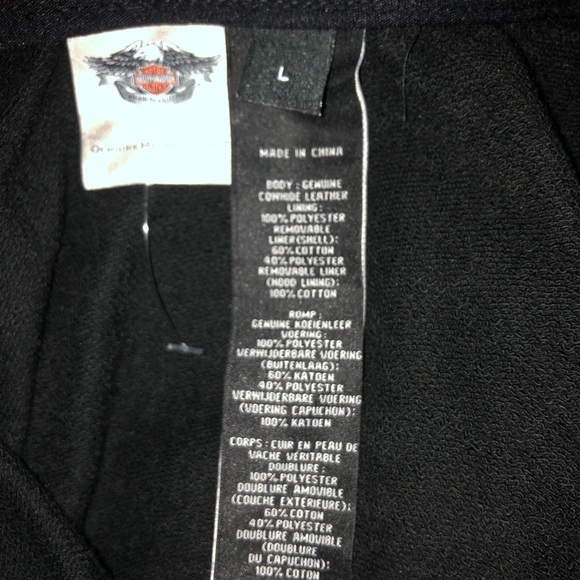 L
MADE IN CHINA
BODY : GENUINE
COWHIDE LEATHER
LINING:
100% POLYESTER
REMOVABLE
LINER(SHELL):
60% COTTON
40% POLYESTER
REMOVABLE LINER
(HOOD LINING):
100% COTTON
ROMP:
GENUINE KOEIENLEER
VOERING:
100% POLYESTER
VERWIJDERBARE VOERING
(BUITENLAAG):
60% KATOEN
40% POLYESTER
VERWIJDERBARE VOERING
(VOERING CAPUCHON):
100% KATOEN
CORPS : CUIR EN PEAU DE
VACHE VÉRITABLE
DOUBLURE :
100% POLYESTER
DOUBLURE AMOVIBLE
(COUCHE EXTÉRIEURE):
60% COTON
40% POLYESTER
DOUBLURE AMOVIBLE
(DOUBLURE
DU CAPUCHON):
100% COTON